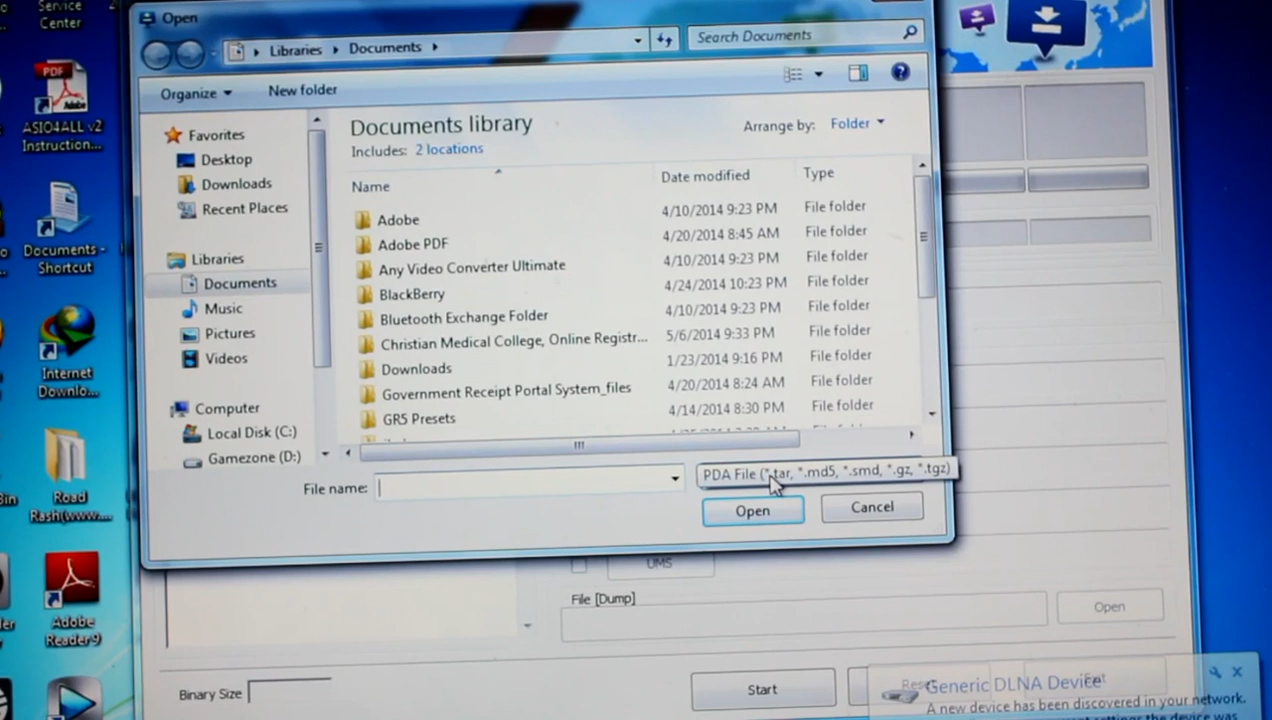 Service
Center
Open
Libraries
Documents
Search Documents
Organize
New folder
Documents library
Includes: 2 locations
Arrange by: Folder
Name
Date modified
Type
Adobe
4/10/2014 9:23 PM
File folder
Adobe PDF
4/20/2014 8:45 AM
File folder
Any Video Converter Ultimate
4/10/2014 9:23 PM
File folder
BlackBerry
4/24/2014 10:23 PM
File folder
Bluetooth Exchange Folder
4/10/2014 9:23 PM
File folder
Christian Medical College, Online Registr...
5/6/2014 9:33 PM
File folder
Downloads
1/23/2014 9:16 PM
File folder
Government Receipt Portal System_files
4/20/2014 8:24 AM
File folder
GR5 Presets
4/14/2014 8:30 PM
File folder
Favorites
Desktop
Downloads
Recent Places
Libraries
Documents
Music
Pictures
Videos
Computer
Local Disk (C:)
Gamezone (D:)
File name:
PDA File (*.tar, *.md5, *.smd, *.gz, *.tgz)
Open
Cancel
PDF
Adobe
ASIO4ALL v2
Instruction...
Documents -
Shortcut
Internet
Downlo...
Bin
Road
Rash(www....
Adobe
Reader 9
UMS
File [Dump]
Open
Binary Size
Start
Reset
Exit
Generic DLNA Device
A new device has been discovered in your network.